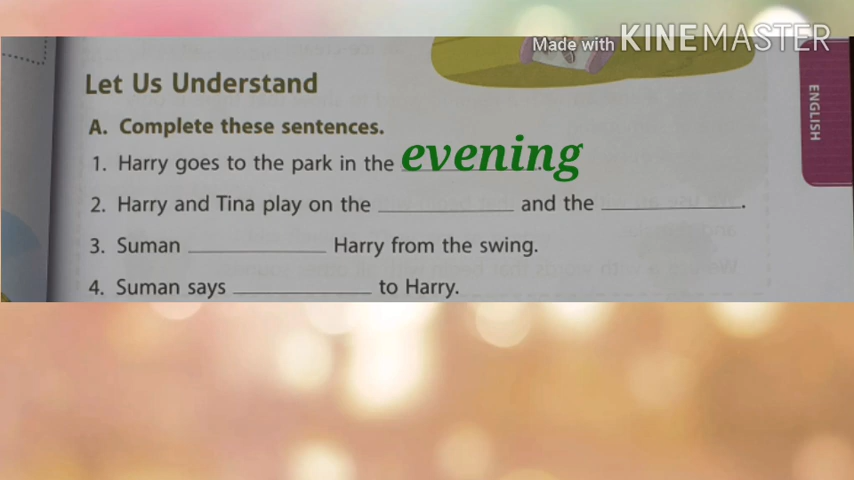 Made with KINEMASTER
Let Us Understand
ENGLISH
A. Complete these sentences.
1. Harry goes to the park in the evening.
2. Harry and Tina play on the ____________ and the ____________.
3. Suman ____________ Harry from the swing.
4. Suman says ____________ to Harry.